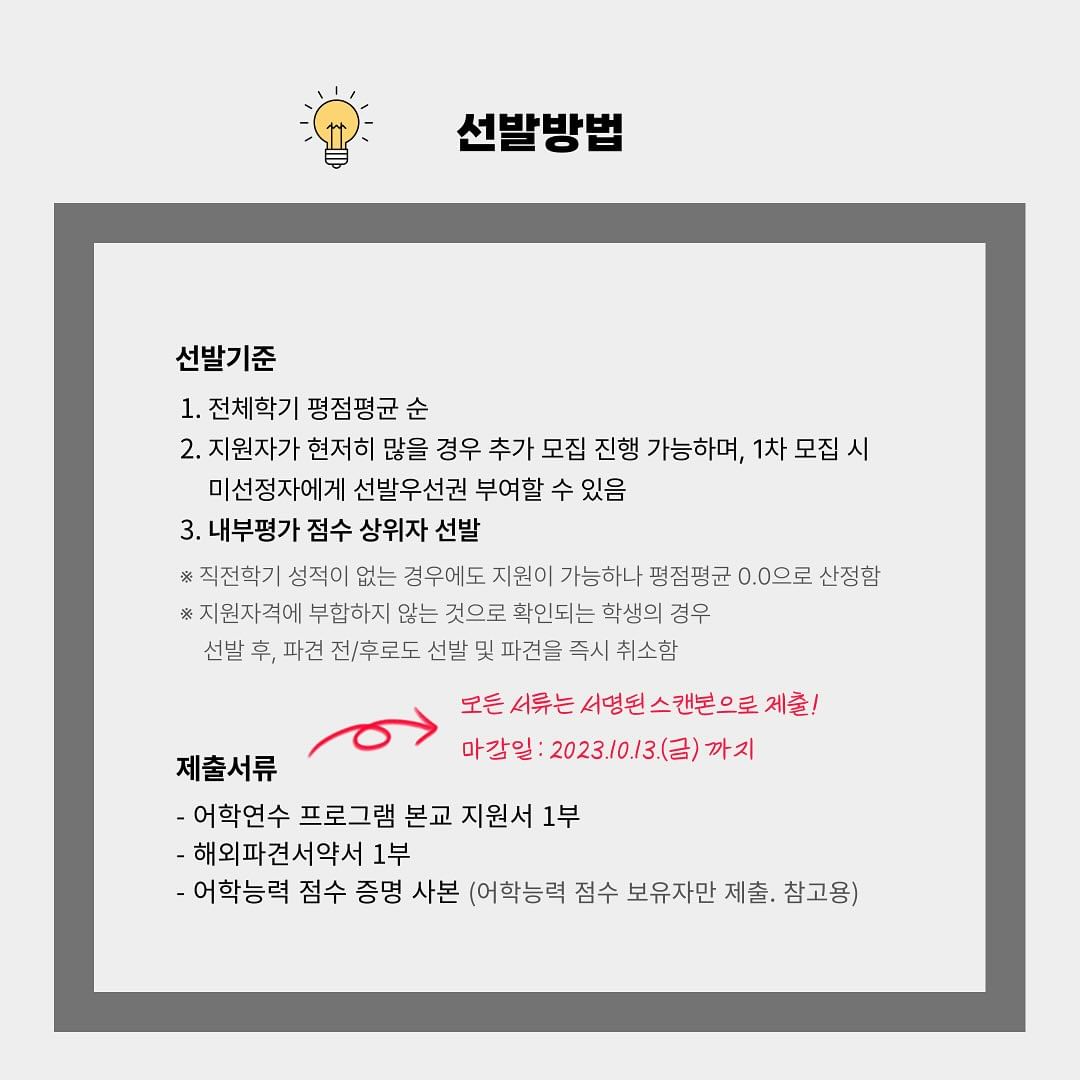 선발방법
선발기준
1. 전체학기 평점평균 순
2. 지원자가 현저히 많을 경우 추가 모집 진행 가능하며, 1차 모집 시
미선정자에게 선발우선권 부여할 수 있음
3. 내부평가 점수 상위자 선발
※ 직전학기 성적이 없는 경우에도 지원이 가능하나 평점평균 0.0으로 산정함
※ 지원자격에 부합하지 않는 것으로 확인되는 학생의 경우
선발 후, 파견 전/후로도 선발 및 파견을 즉시 취소함
모든 서류는 서명된 스캔본으로 제출!
마감일 : 2023.10.13.(금) 까지
제출서류
- 어학연수 프로그램 본교 지원서 1부
- 해외파견서약서 1부
- 어학능력 점수 증명 사본 (어학능력 점수 보유자만 제출. 참고용)